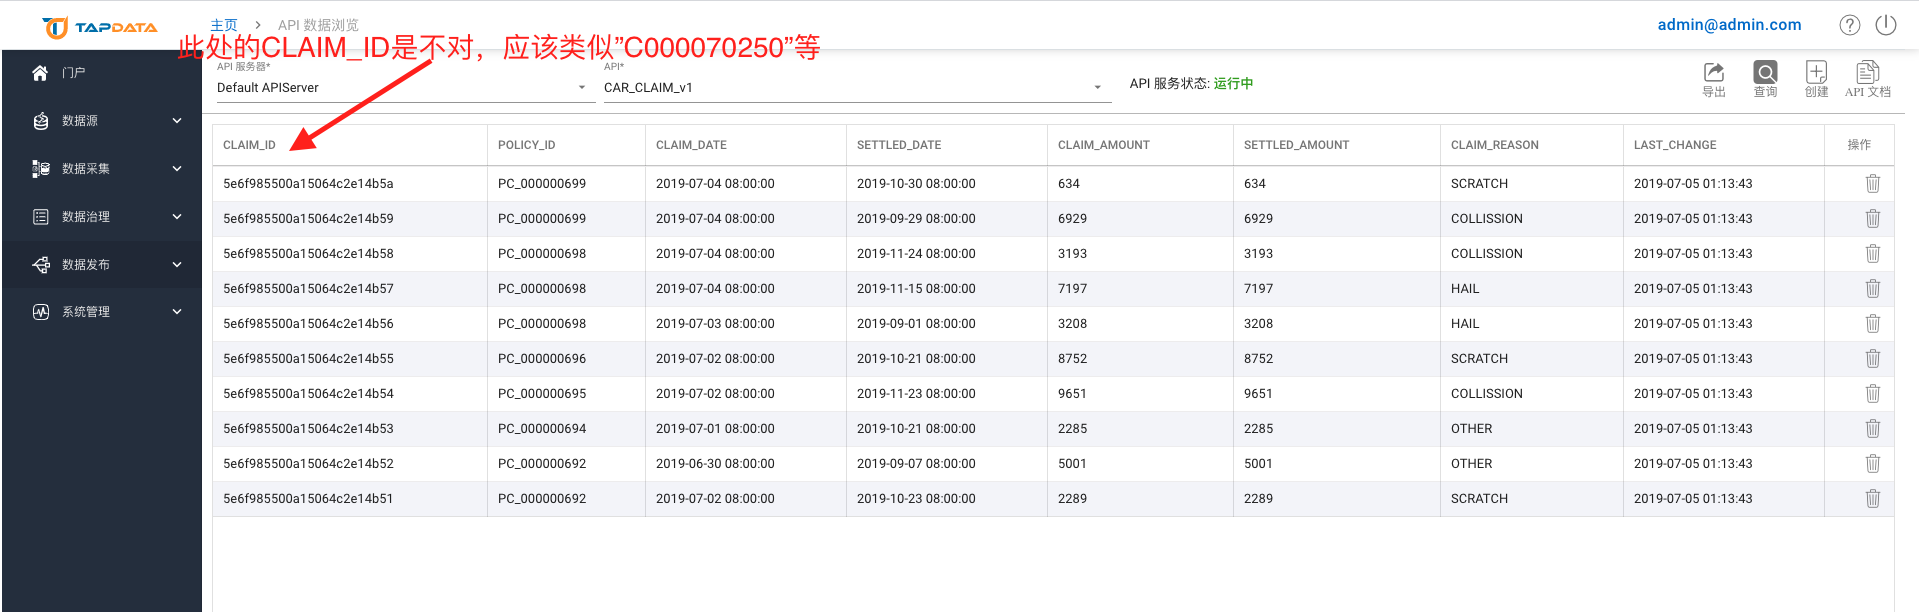 TAPDATA
主页 > API 数据浏览
admin@admin.com
此处的CLAIM_ID是不对，应该类似"C000070250"等
门户
数据源
数据采集
数据治理
数据发布
系统管理
API 服务器*
Default APIServer
API*
CAR_CLAIM_v1
API 服务状态: 运行中
导出
查询
创建
API 文档
CLAIM_ID POLICY_ID CLAIM_DATE SETTLED_DATE CLAIM_AMOUNT SETTLED_AMOUNT CLAIM_REASON LAST_CHANGE 操作
5e6f985500a15064c2e14b5a PC_000000699 2019-07-04 08:00:00 2019-10-30 08:00:00 634 634 SCRATCH 2019-07-05 01:13:43
5e6f985500a15064c2e14b59 PC_000000699 2019-07-04 08:00:00 2019-09-29 08:00:00 6929 6929 COLLISSION 2019-07-05 01:13:43
5e6f985500a15064c2e14b58 PC_000000698 2019-07-04 08:00:00 2019-11-24 08:00:00 3193 3193 COLLISSION 2019-07-05 01:13:43
5e6f985500a15064c2e14b57 PC_000000698 2019-07-04 08:00:00 2019-11-15 08:00:00 7197 7197 HAIL 2019-07-05 01:13:43
5e6f985500a15064c2e14b56 PC_000000698 2019-07-03 08:00:00 2019-09-01 08:00:00 3208 3208 HAIL 2019-07-05 01:13:43
5e6f985500a15064c2e14b55 PC_000000696 2019-07-02 08:00:00 2019-10-21 08:00:00 8752 8752 SCRATCH 2019-07-05 01:13:43
5e6f985500a15064c2e14b54 PC_000000695 2019-07-02 08:00:00 2019-11-23 08:00:00 9651 9651 COLLISSION 2019-07-05 01:13:43
5e6f985500a15064c2e14b53 PC_000000694 2019-07-01 08:00:00 2019-10-21 08:00:00 2285 2285 OTHER 2019-07-05 01:13:43
5e6f985500a15064c2e14b52 PC_000000692 2019-06-30 08:00:00 2019-09-07 08:00:00 5001 5001 OTHER 2019-07-05 01:13:43
5e6f985500a15064c2e14b51 PC_000000692 2019-07-02 08:00:00 2019-10-23 08:00:00 2289 2289 SCRATCH 2019-07-05 01:13:43